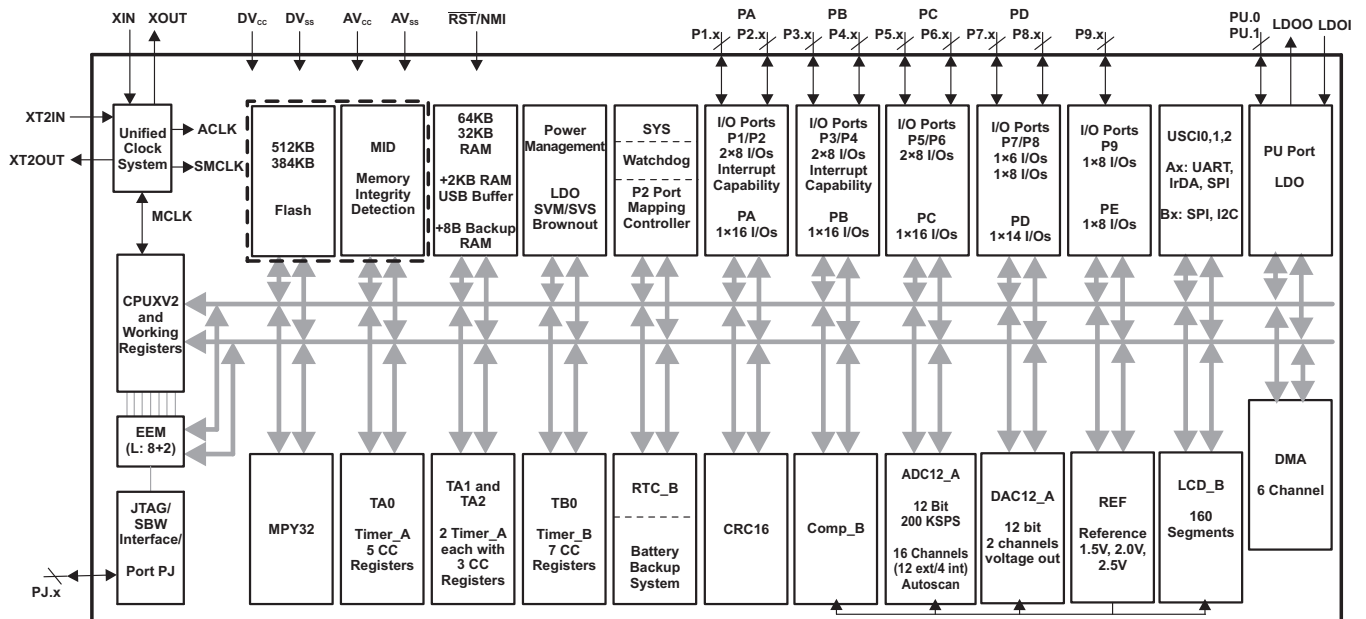 XIN XOUT DVCC DVSS AVCC AVSS RST/NMI PA PB PC PD PU.0 LDOO LDOI
P1.x P2.x P3.x P4.x P5.x P6.x P7.x P8.x P9.x PU.1
XT2IN
XT2OUT
Unified
Clock
System
ACLK
SMCLK
MCLK
512KB
384KB
Flash
MID
Memory
Integrity
Detection
64KB
32KB
RAM
+2KB RAM
USB Buffer
+8B Backup
RAM
Power
Management
LDO
SVM/SVS
Brownout
SYS
Watchdog
P2 Port
Mapping
Controller
I/O Ports
P1/P2
2×8 I/Os
Interrupt
Capability
PA
1×16 I/Os
I/O Ports
P3/P4
2×8 I/Os
Interrupt
Capability
PB
1×16 I/Os
I/O Ports
P5/P6
2×8 I/Os
PC
1×16 I/Os
I/O Ports
P7/P8
1×6 I/Os
1×8 I/Os
PD
1×14 I/Os
I/O Ports
P9
1×8 I/Os
PE
1×8 I/Os
USCI0,1,2
Ax: UART,
IrDA, SPI
Bx: SPI, I2C
PU Port
LDO
CPUXV2
and
Working
Registers
EEM
(L: 8+2)
JTAG/
SBW
Interface/
Port PJ
PJ.x
MPY32
TA0
Timer_A
5 CC
Registers
TA1 and
TA2
2 Timer_A
each with
3 CC
Registers
TB0
Timer_B
7 CC
Registers
RTC_B
Battery
Backup
System
CRC16
Comp_B
ADC12_A
12 Bit
200 KSPS
16 Channels
(12 ext/4 int)
Autoscan
DAC12_A
12 bit
2 channels
voltage out
REF
Reference
1.5V, 2.0V,
2.5V
LCD_B
160
Segments
DMA
6 Channel